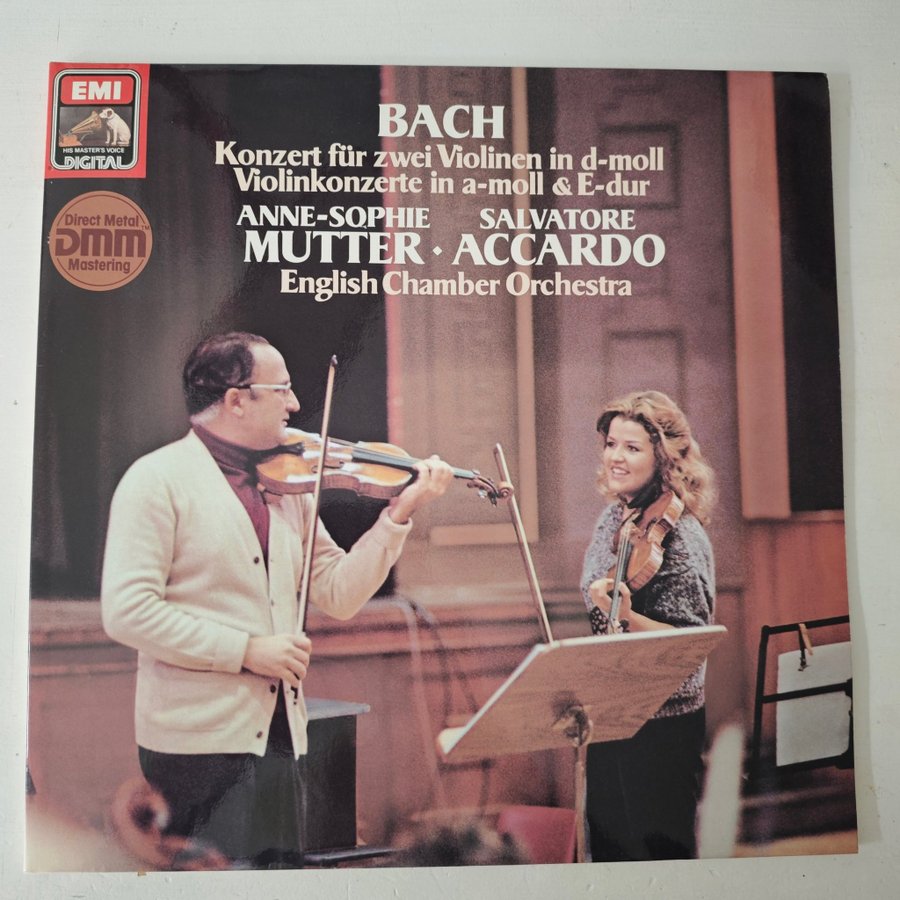 EMI
HIS MASTER'S VOICE
DIGITAL
Direct Metal
DMM™
Mastering
BACH
Konzert für zwei Violinen in d-moll
Violinkonzerte in a-moll & E-dur
ANNE-SOPHIE SALVATORE
MUTTER · ACCARDO
English Chamber Orchestra